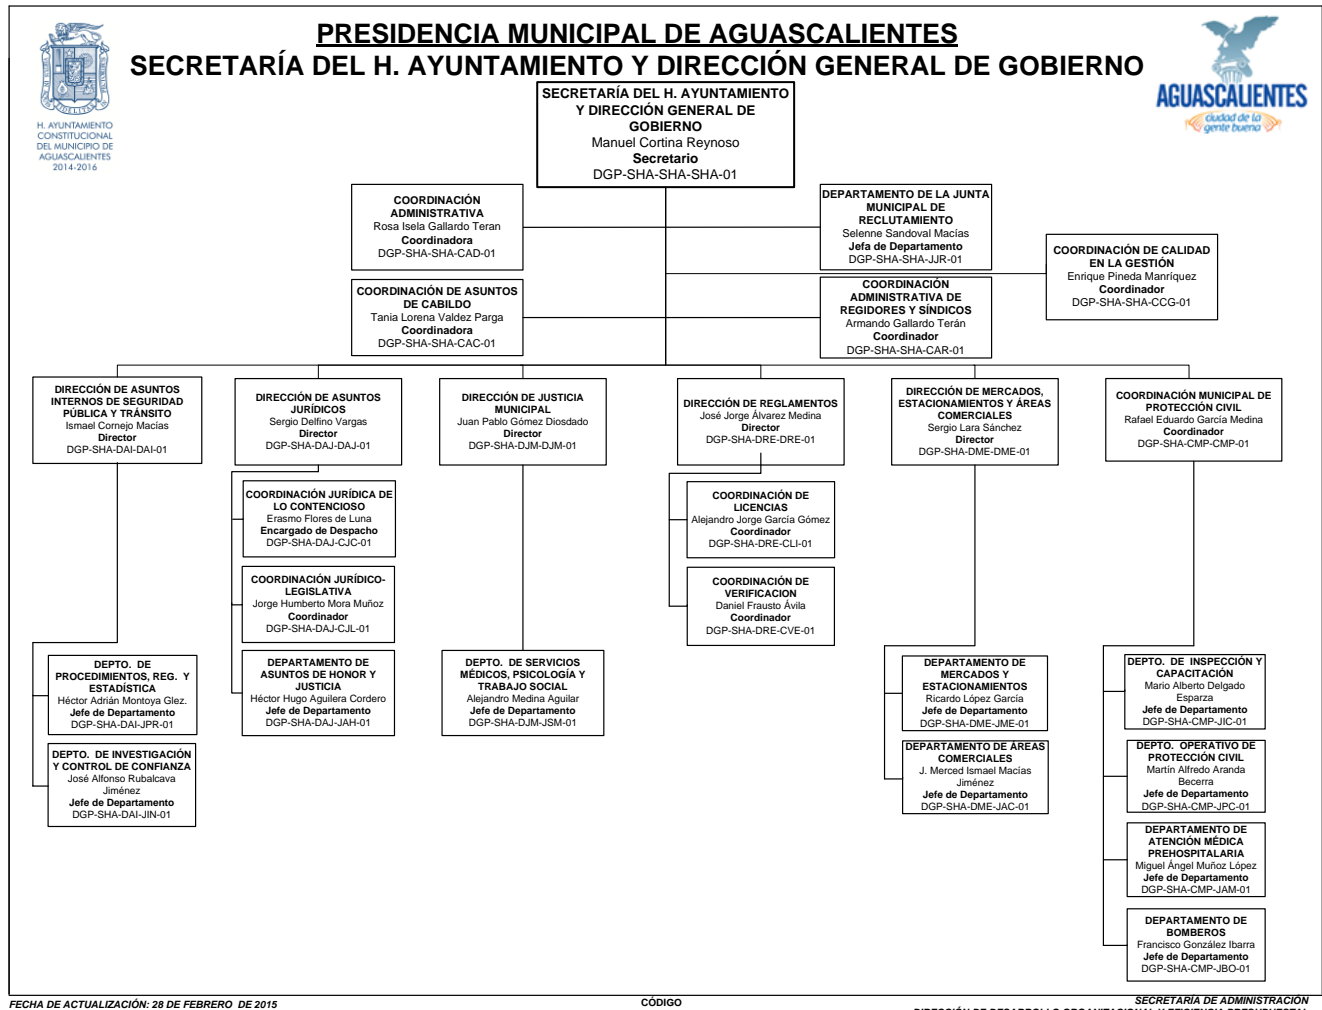 PRESIDENCIA MUNICIPAL DE AGUASCALIENTES
SECRETARÍA DEL H. AYUNTAMIENTO Y DIRECCIÓN GENERAL DE GOBIERNO
FIDELITAS
H. AYUNTAMIENTO
CONSTITUCIONAL
DEL MUNICIPIO DE
AGUASCALIENTES
2014-2016
AGUASCALIENTES
ciudad de la
gente buena
SECRETARÍA DEL H. AYUNTAMIENTO
Y DIRECCIÓN GENERAL DE
GOBIERNO
Manuel Cortina Reynoso
Secretario
DGP-SHA-SHA-SHA-01
COORDINACIÓN
ADMINISTRATIVA
Rosa Isela Gallardo Teran
Coordinadora
DGP-SHA-SHA-CAD-01
DEPARTAMENTO DE LA JUNTA
MUNICIPAL DE
RECLUTAMIENTO
Selenne Sandoval Macías
Jefa de Departamento
DGP-SHA-SHA-JJR-01
COORDINACIÓN DE CALIDAD
EN LA GESTIÓN
Enrique Pineda Manríquez
Coordinador
DGP-SHA-SHA-CCG-01
COORDINACIÓN DE ASUNTOS
DE CABILDO
Tania Lorena Valdez Parga
Coordinadora
DGP-SHA-SHA-CAC-01
COORDINACIÓN
ADMINISTRATIVA DE
REGIDORES Y SÍNDICOS
Armando Gallardo Terán
Coordinador
DGP-SHA-SHA-CAR-01
DIRECCIÓN DE ASUNTOS
INTERNOS DE SEGURIDAD
PÚBLICA Y TRÁNSITO
Ismael Cornejo Macías
Director
DGP-SHA-DAI-DAI-01
DIRECCIÓN DE ASUNTOS
JURÍDICOS
Sergio Delfino Vargas
Director
DGP-SHA-DAJ-DAJ-01
DIRECCIÓN DE JUSTICIA
MUNICIPAL
Juan Pablo Gómez Diosdado
Director
DGP-SHA-DJM-DJM-01
DIRECCIÓN DE REGLAMENTOS
José Jorge Álvarez Medina
Director
DGP-SHA-DRE-DRE-01
DIRECCIÓN DE MERCADOS,
ESTACIONAMIENTOS Y ÁREAS
COMERCIALES
Sergio Lara Sánchez
Director
DGP-SHA-DME-DME-01
COORDINACIÓN MUNICIPAL DE
PROTECCIÓN CIVIL
Rafael Eduardo García Medina
Coordinador
DGP-SHA-CMP-CMP-01
COORDINACIÓN JURÍDICA DE
LO CONTENCIOSO
Erasmo Flores de Luna
Encargado de Despacho
DGP-SHA-DAJ-CJC-01
COORDINACIÓN DE
LICENCIAS
Alejandro Jorge García Gómez
Coordinador
DGP-SHA-DRE-CLI-01
COORDINACIÓN JURÍDICO-
LEGISLATIVA
Jorge Humberto Mora Muñoz
Coordinador
DGP-SHA-DAJ-CJL-01
COORDINACIÓN DE
VERIFICACION
Daniel Frausto Ávila
Coordinador
DGP-SHA-DRE-CVE-01
DEPTO. DE
PROCEDIMIENTOS, REG. Y
ESTADÍSTICA
Héctor Adrián Montoya Glez.
Jefe de Departamento
DGP-SHA-DAI-JPR-01
DEPARTAMENTO DE
ASUNTOS DE HONOR Y
JUSTICIA
Héctor Hugo Aguilera Cordero
Jefe de Departamento
DGP-SHA-DAJ-JAH-01
DEPTO. DE SERVICIOS
MÉDICOS, PSICOLOGÍA Y
TRABAJO SOCIAL
Alejandro Medina Aguilar
Jefe de Departamento
DGP-SHA-DJM-JSM-01
DEPARTAMENTO DE
MERCADOS Y
ESTACIONAMIENTOS
Ricardo López García
Jefe de Departamento
DGP-SHA-DME-JME-01
DEPTO. DE INSPECCIÓN Y
CAPACITACIÓN
Mario Alberto Delgado
Esparza
Jefe de Departamento
DGP-SHA-CMP-JIC-01
DEPTO. DE INVESTIGACIÓN
Y CONTROL DE CONFIANZA
José Alfonso Rubalcava
Jiménez
Jefe de Departamento
DGP-SHA-DAI-JIN-01
DEPARTAMENTO DE ÁREAS
COMERCIALES
J. Merced Ismael Macías
Jiménez
Jefe de Departamento
DGP-SHA-DME-JAC-01
DEPTO. OPERATIVO DE
PROTECCIÓN CIVIL
Martín Alfredo Aranda
Becerra
Jefe de Departamento
DGP-SHA-CMP-JPC-01
DEPARTAMENTO DE
ATENCIÓN MÉDICA
PREHOSPITALARIA
Miguel Ángel Muñoz López
Jefe de Departamento
DGP-SHA-CMP-JAM-01
DEPARTAMENTO DE
BOMBEROS
Francisco González Ibarra
Jefe de Departamento
DGP-SHA-CMP-JBO-01
FECHA DE ACTUALIZACIÓN: 28 DE FEBRERO DE 2015
CÓDIGO
SECRETARÍA DE ADMINISTRACIÓN
DIRECCIÓN DE DESARROLLO ORGANIZACIONAL Y EFICIENCIA PRESUPUESTAL